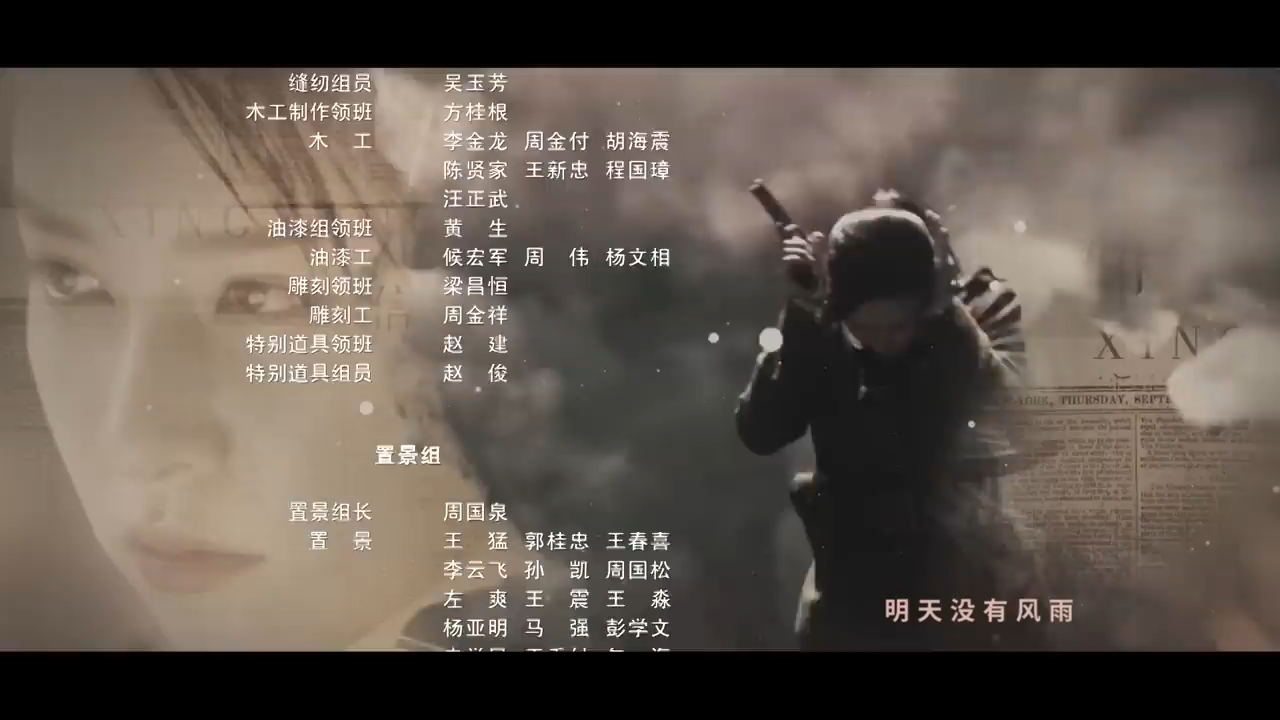 缝纫组员 吴玉芳
木工制作领班 方桂根
木 工 李金龙 周金付 胡海震
陈贤家 王新忠 程国璋
汪正武
油漆组领班 黄 生
油漆工 候宏军 周 伟 杨文相
雕刻领班 梁昌恒
雕刻工 周金祥
特别道具领班 赵 建
特别道具组员 赵 俊
置景组
置景组长 周国泉
置 景 王 猛 郭桂忠 王春喜
李云飞 孙 凯 周国松
左 爽 王 震 王 淼
杨亚明 马 强 彭学文
明天没有风雨
XING
XIN
THURSDAY, SEPTE